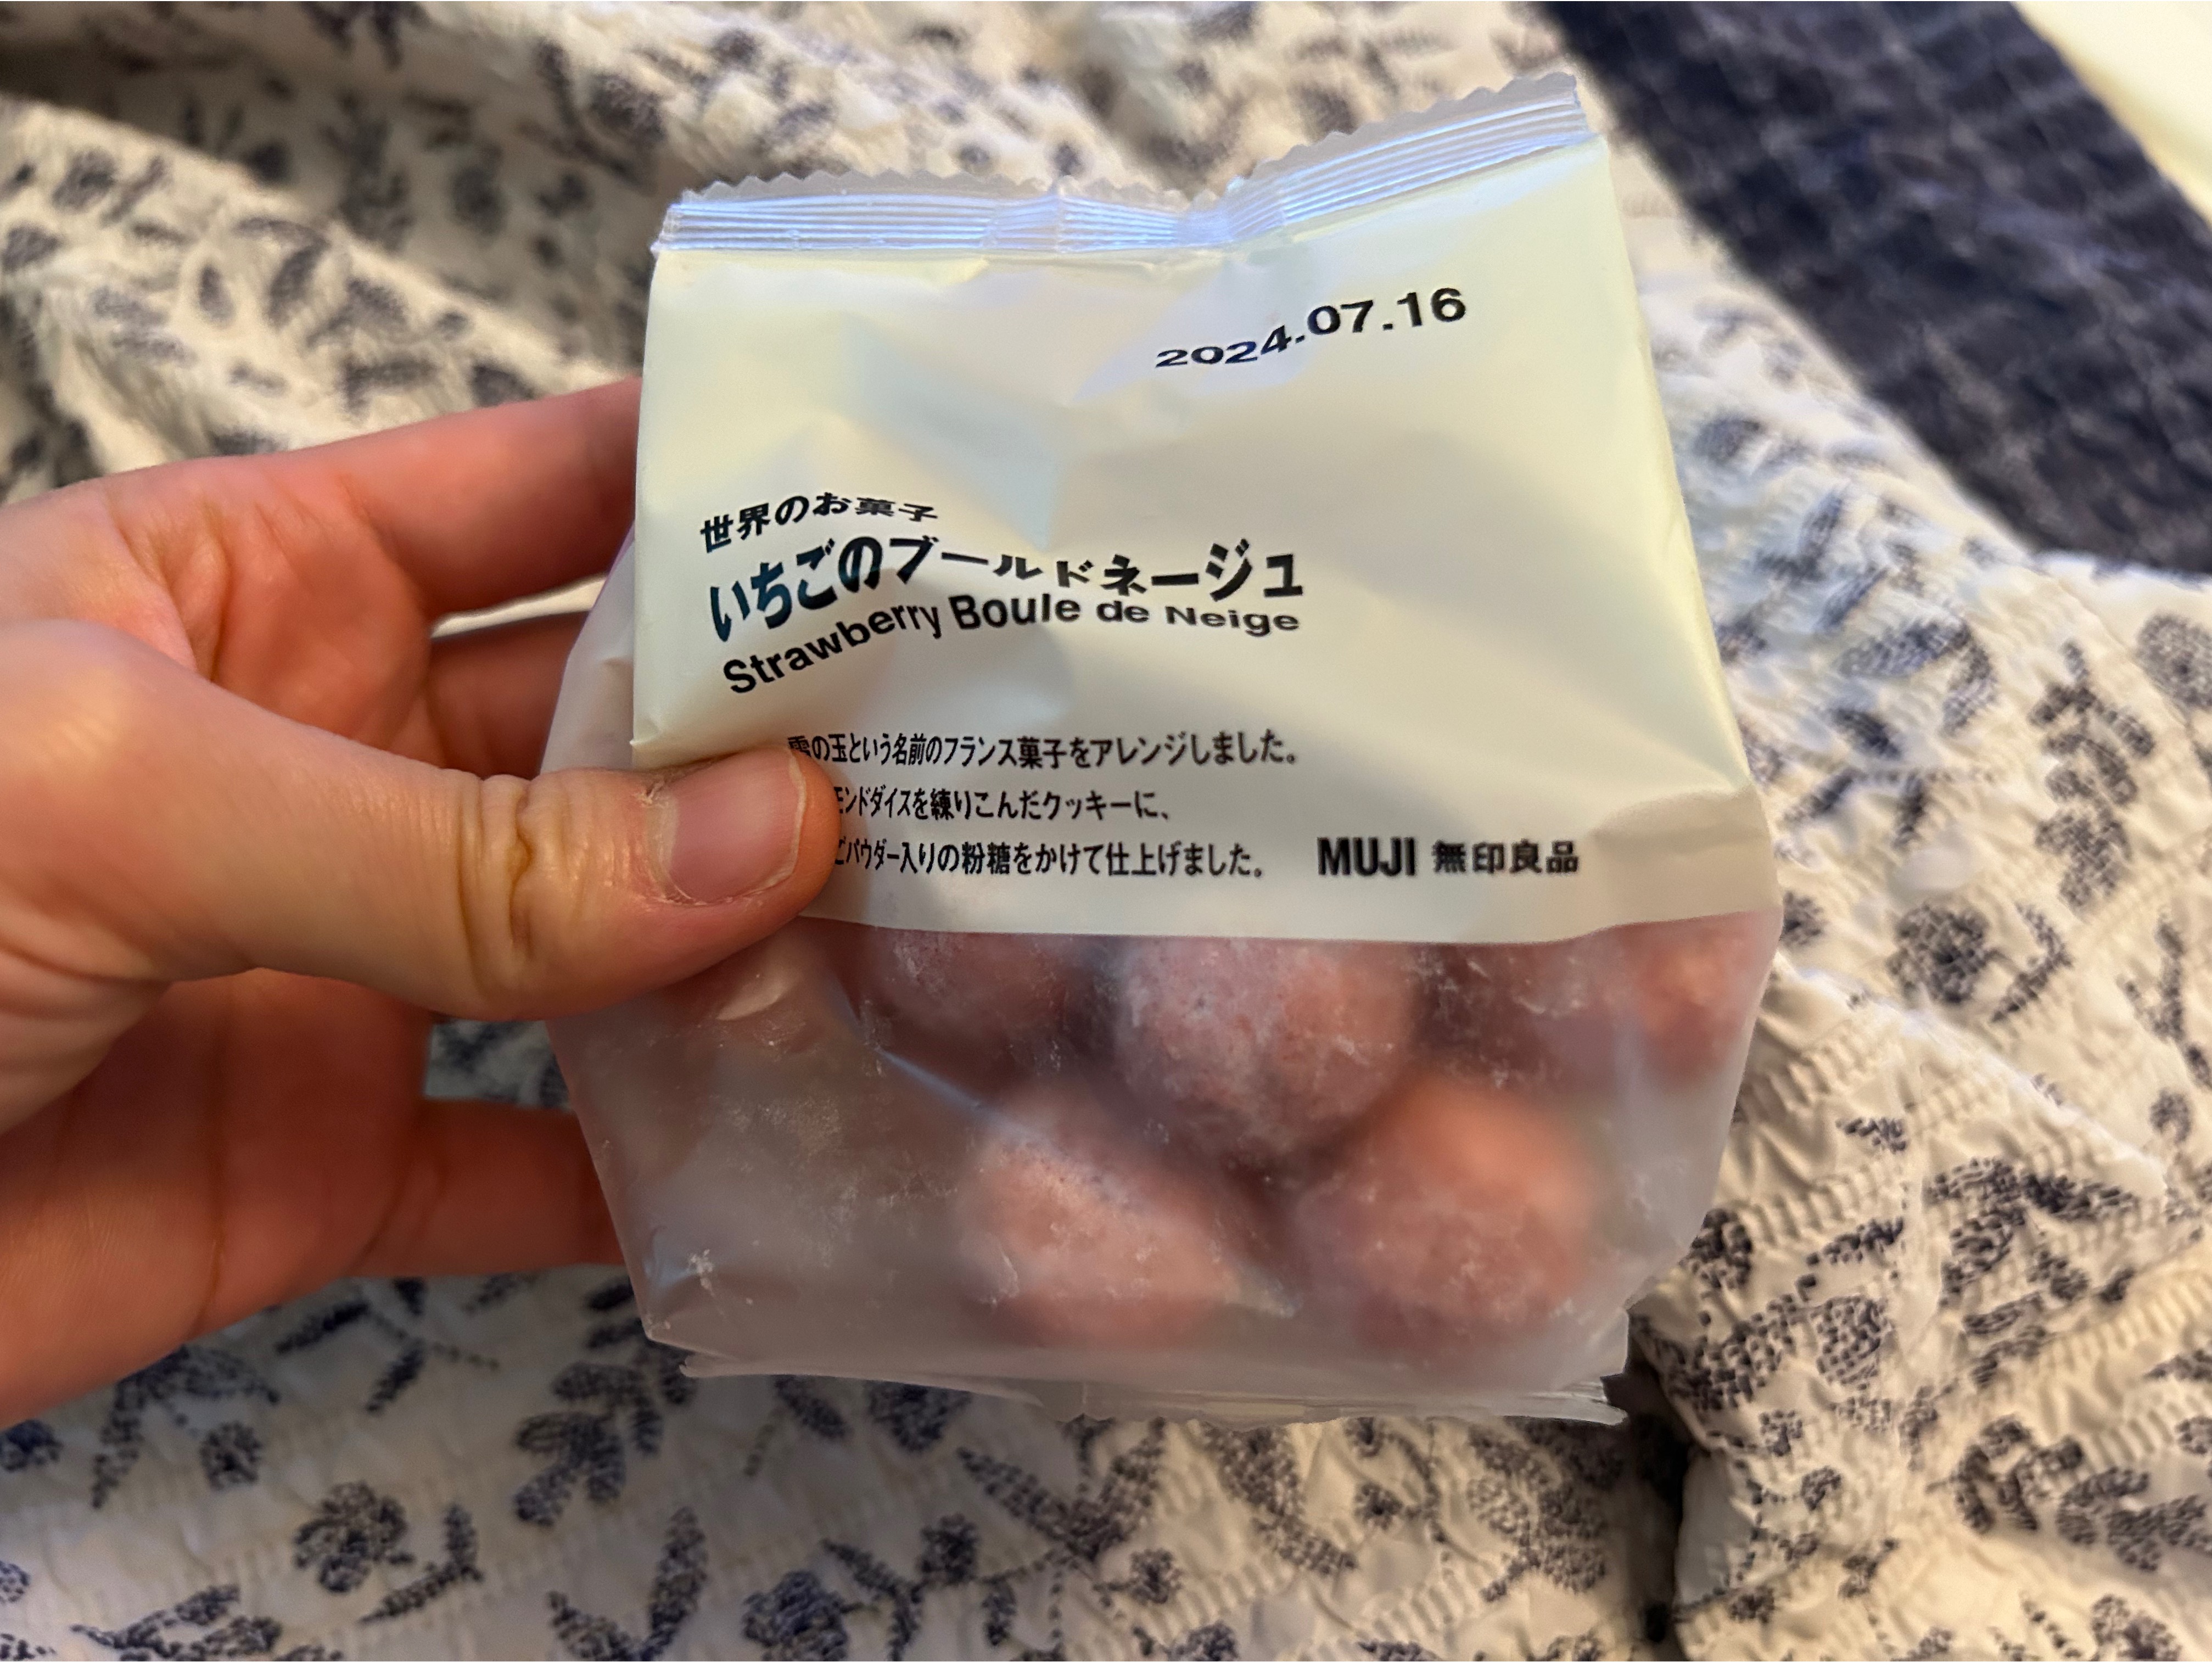 2024.07.16
世界のお菓子
いちごのブールドネージュ
Strawberry Boule de Neige
雪の玉という名前のフランス菓子をアレンジしました。
ダイスを練りこんだクッキーに、
パウダー入りの粉糖をかけて仕上げました。
MUJI 無印良品